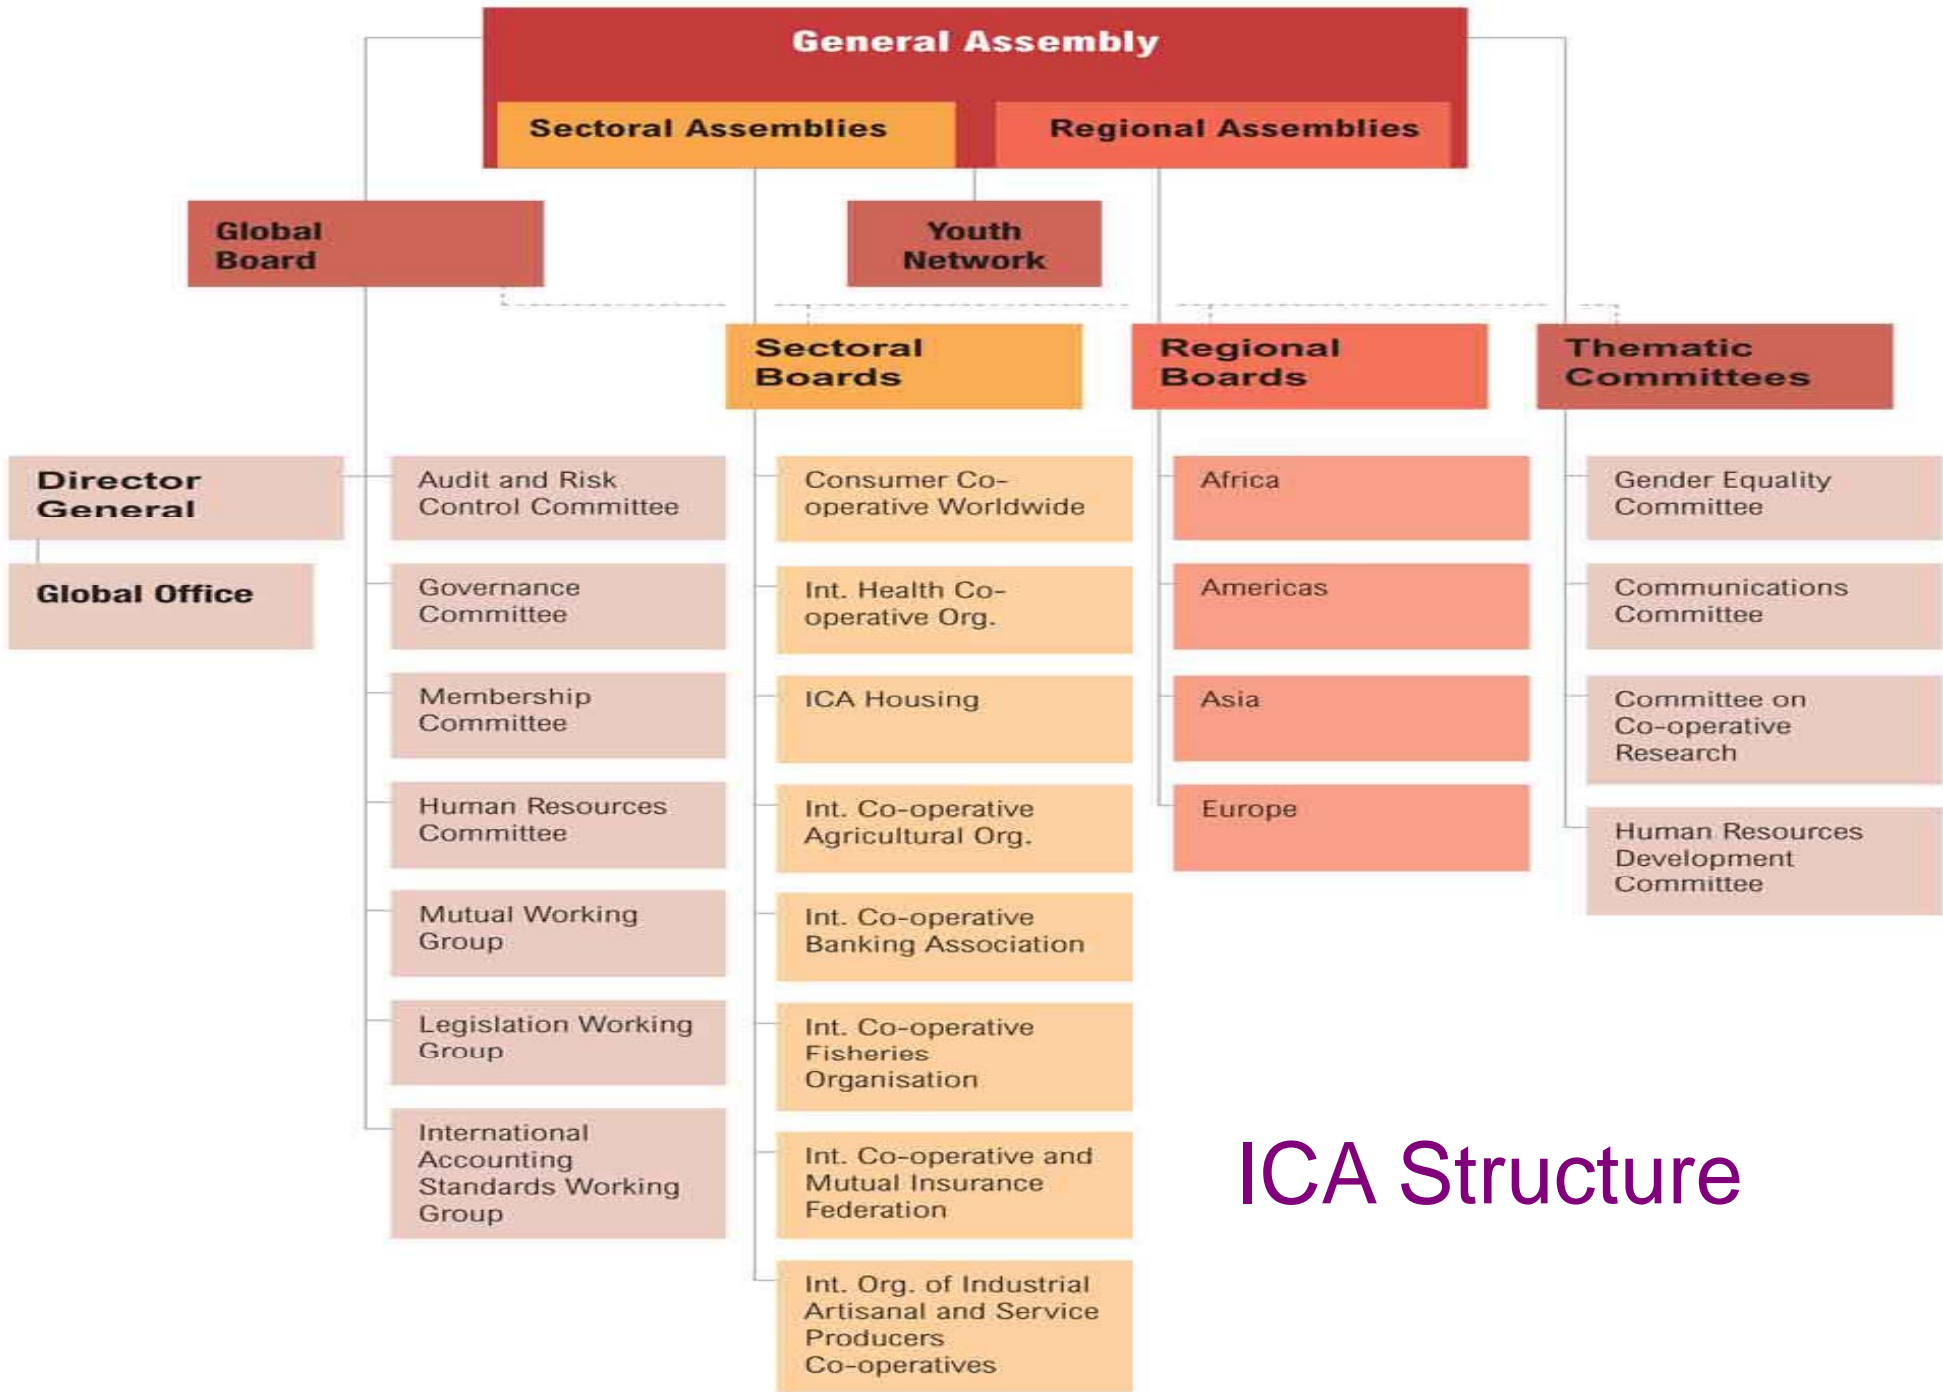 General Assembly
Sectoral Assemblies
Regional Assemblies
Global
Board
Youth
Network
Sectoral
Boards
Regional
Boards
Thematic
Committees
Director
General
Global Office
Audit and Risk
Control Committee
Governance
Committee
Membership
Committee
Human Resources
Committee
Mutual Working
Group
Legislation Working
Group
International
Accounting
Standards Working
Group
Consumer Co-
operative Worldwide
Int. Health Co-
operative Org.
ICA Housing
Int. Co-operative
Agricultural Org.
Int. Co-operative
Banking Association
Int. Co-operative
Fisheries
Organisation
Int. Co-operative and
Mutual Insurance
Federation
Int. Org. of Industrial
Artisanal and Service
Producers
Co-operatives
Africa
Americas
Asia
Europe
Gender Equality
Committee
Communications
Committee
Committee on
Co-operative
Research
Human Resources
Development
Committee
ICA Structure